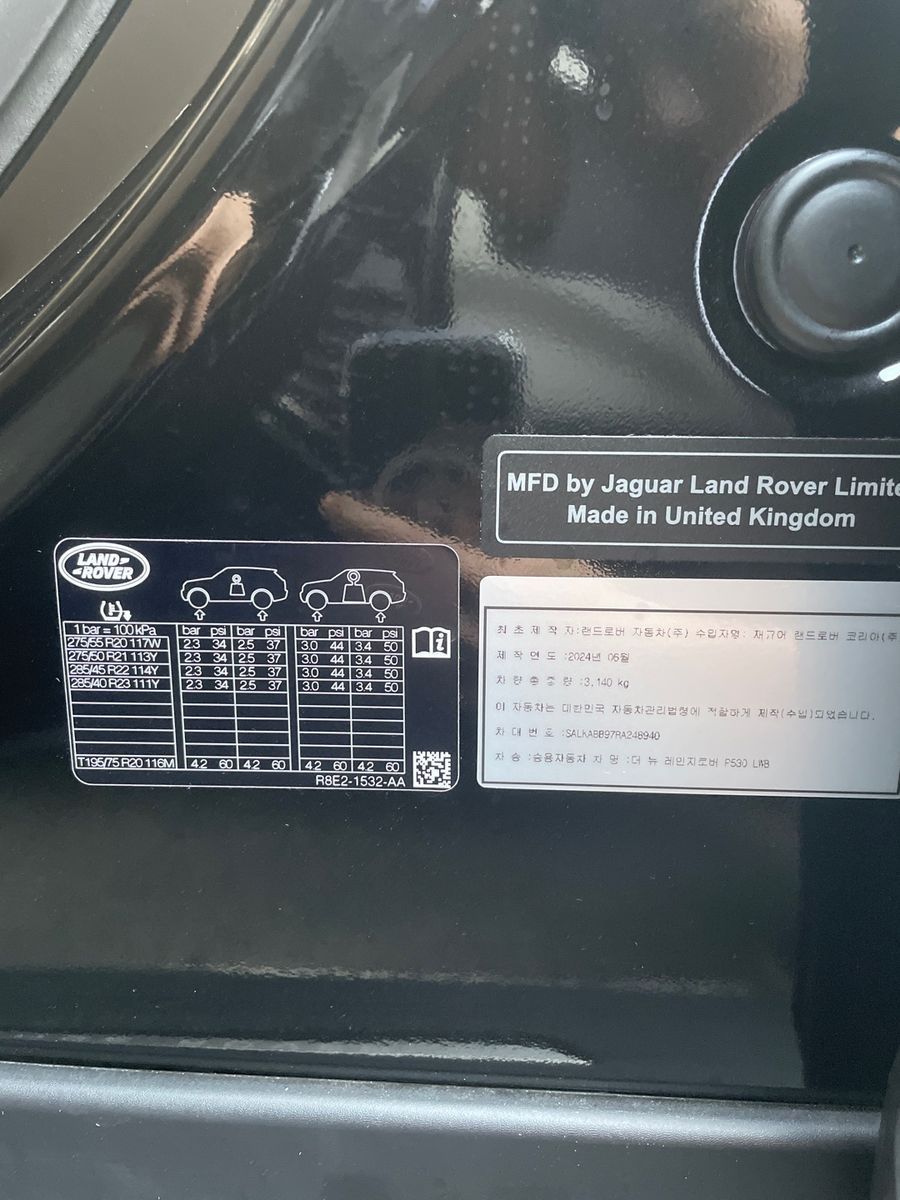 MFD by Jaguar Land Rover Limite
Made in United Kingdom
LAND
ROVER
1 bar = 100 kPa bar psi bar psi bar psi bar psi
275/55 R20 117W 2.3 34 2.5 37 3.0 44 3.4 50
275/50 R21 113Y 2.3 34 2.5 37 3.0 44 3.4 50
285/45 R22 114Y 2.3 34 2.5 37 3.0 44 3.4 50
285/40 R23 111Y 2.3 34 2.5 37 3.0 44 3.4 50
T195/75 R20 116M 4.2 60 4.2 60 4.2 60 4.2 60
R8E2-1532-AA
최 초 제 작 자:랜드로버 자동차(주) 수입자명: 재규어 랜드로버 코리아(주
제 작 연 도 :2024년 06월
차 량 총 중 량 :3,140 kg
이 자동차는 대한민국 자동차관리법령에 적합하게 제작(수입)되었습니다.
차 대 번 호 :SALKABB97RA248940
차 종 :승용자동차 차 명 :더 뉴 레인지로버 P530 LWB